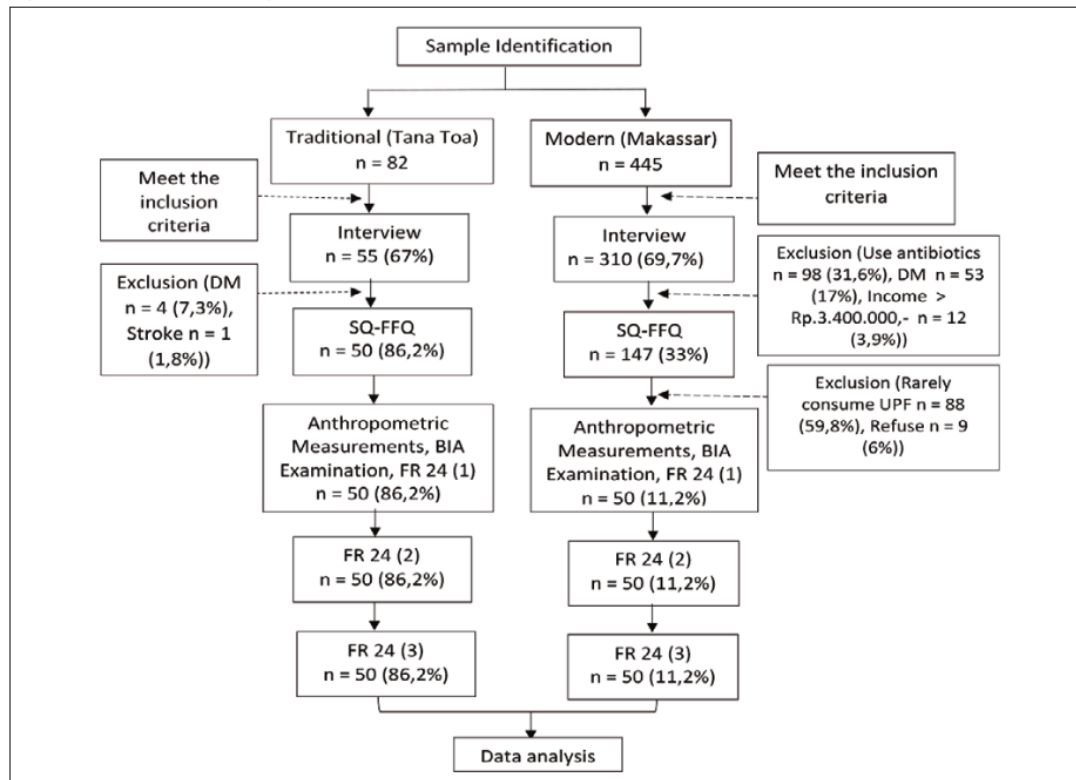 Sample Identification
Traditional (Tana Toa)
n = 82
Modern (Makassar)
n = 445
Meet the
inclusion
criteria
Meet the inclusion
criteria
Interview
n = 55 (67%)
Interview
n = 310 (69,7%)
Exclusion (DM
n = 4 (7,3%),
Stroke n = 1
(1,8%))
Exclusion (Use antibiotics
n = 98 (31,6%), DM n = 53
(17%), Income >
Rp.3.400.000,- n = 12
(3,9%))
SQ-FFQ
n = 50 (86,2%)
SQ-FFQ
n = 147 (33%)
Exclusion (Rarely
consume UPF n = 88
(59,8%), Refuse n = 9
(6%))
Anthropometric
Measurements, BIA
Examination, FR 24 (1)
n = 50 (86,2%)
Anthropometric
Measurements, BIA
Examination, FR 24 (1)
n = 50 (11,2%)
FR 24 (2)
n = 50 (86,2%)
FR 24 (2)
n = 50 (11,2%)
FR 24 (3)
n = 50 (86,2%)
FR 24 (3)
n = 50 (11,2%)
Data analysis